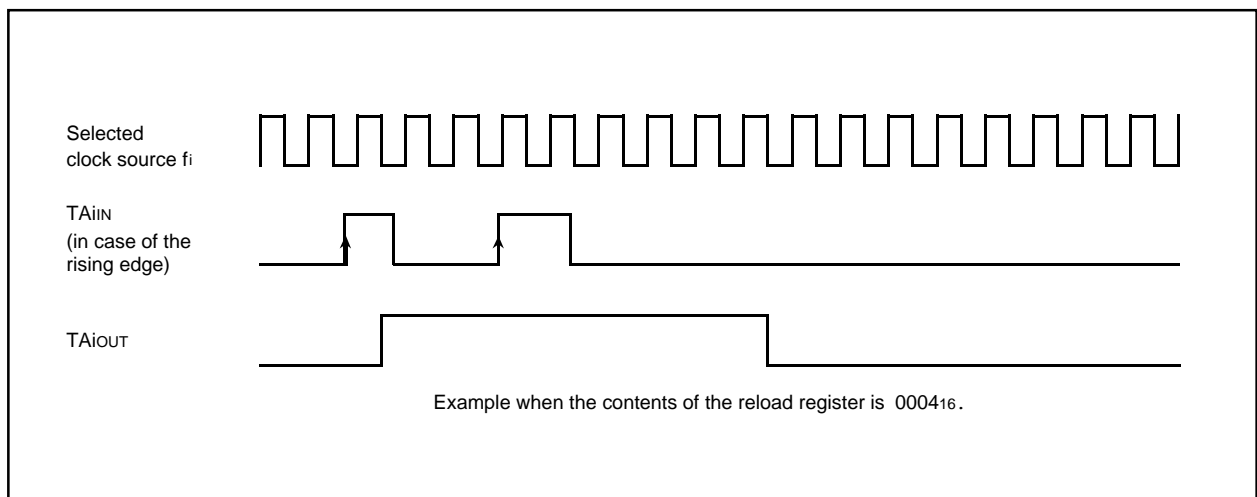 Selected
clock source fi
TAiIN
(in case of the
rising edge)
TAiOUT
Example when the contents of the reload register is 000416.